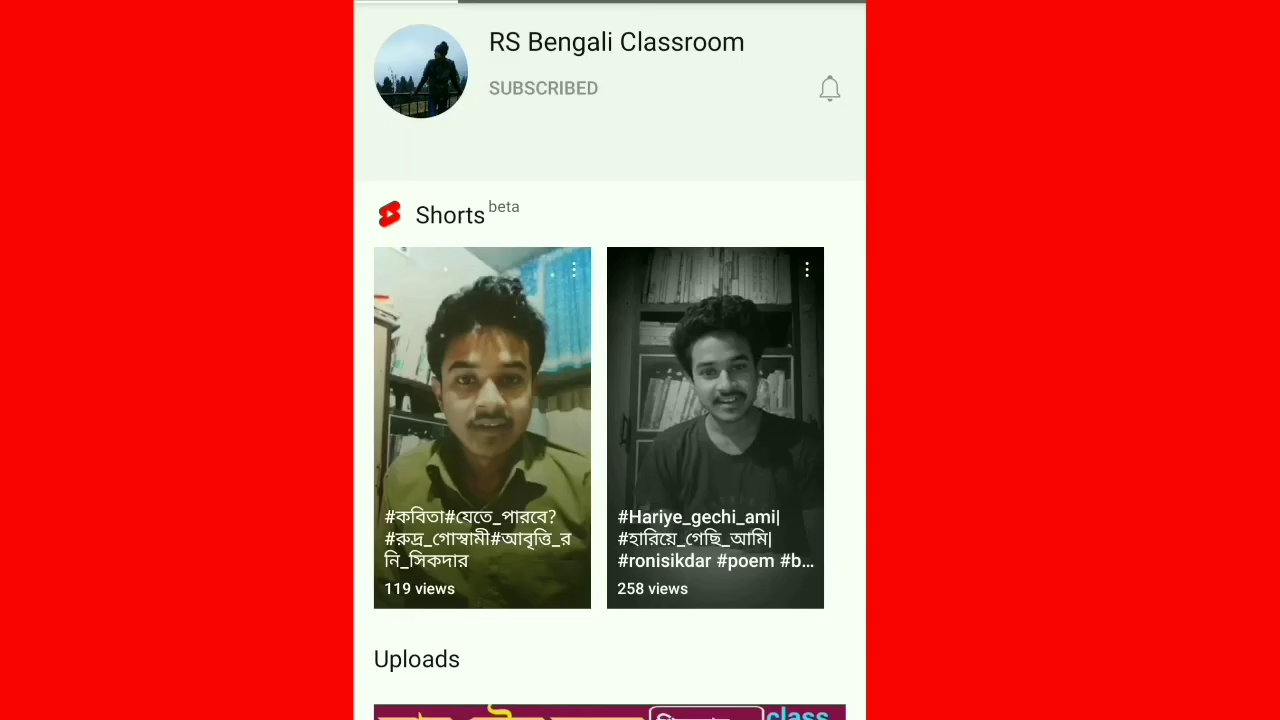 RS Bengali Classroom
SUBSCRIBED
Shorts beta
#কবিতা#যেতে_পারবে?
#রুদ্র_গোস্বামী#আবৃত্তি_র
নি_সিকদার
119 views
#Hariye_gechi_ami|
#হারিয়ে_গেছি_আমি|
#ronisikdar #poem #b...
258 views
Uploads
class